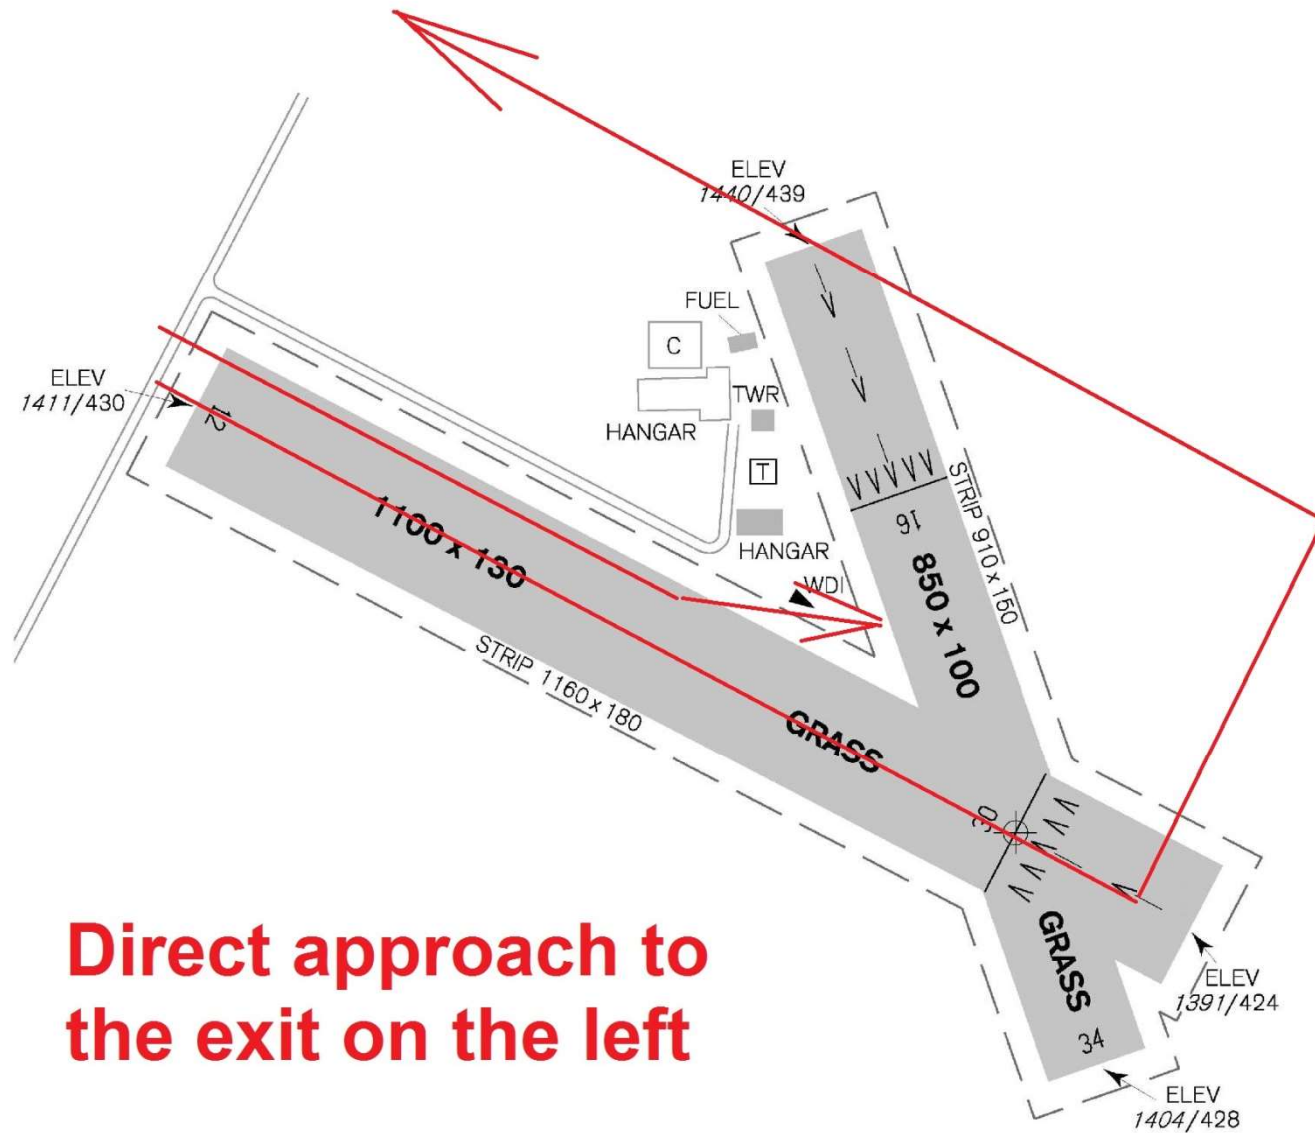 ELEV
1440/439
FUEL
C
ELEV
1411/430
TWR
HANGAR
12
T
STRIP 910 x 150
16
1100 x 130
HANGAR
850 x 100
WDI
STRIP 1160 x 180
GRASS
30
GRASS
Direct approach to
the exit on the left
ELEV
1391/424
34
ELEV
1404/428